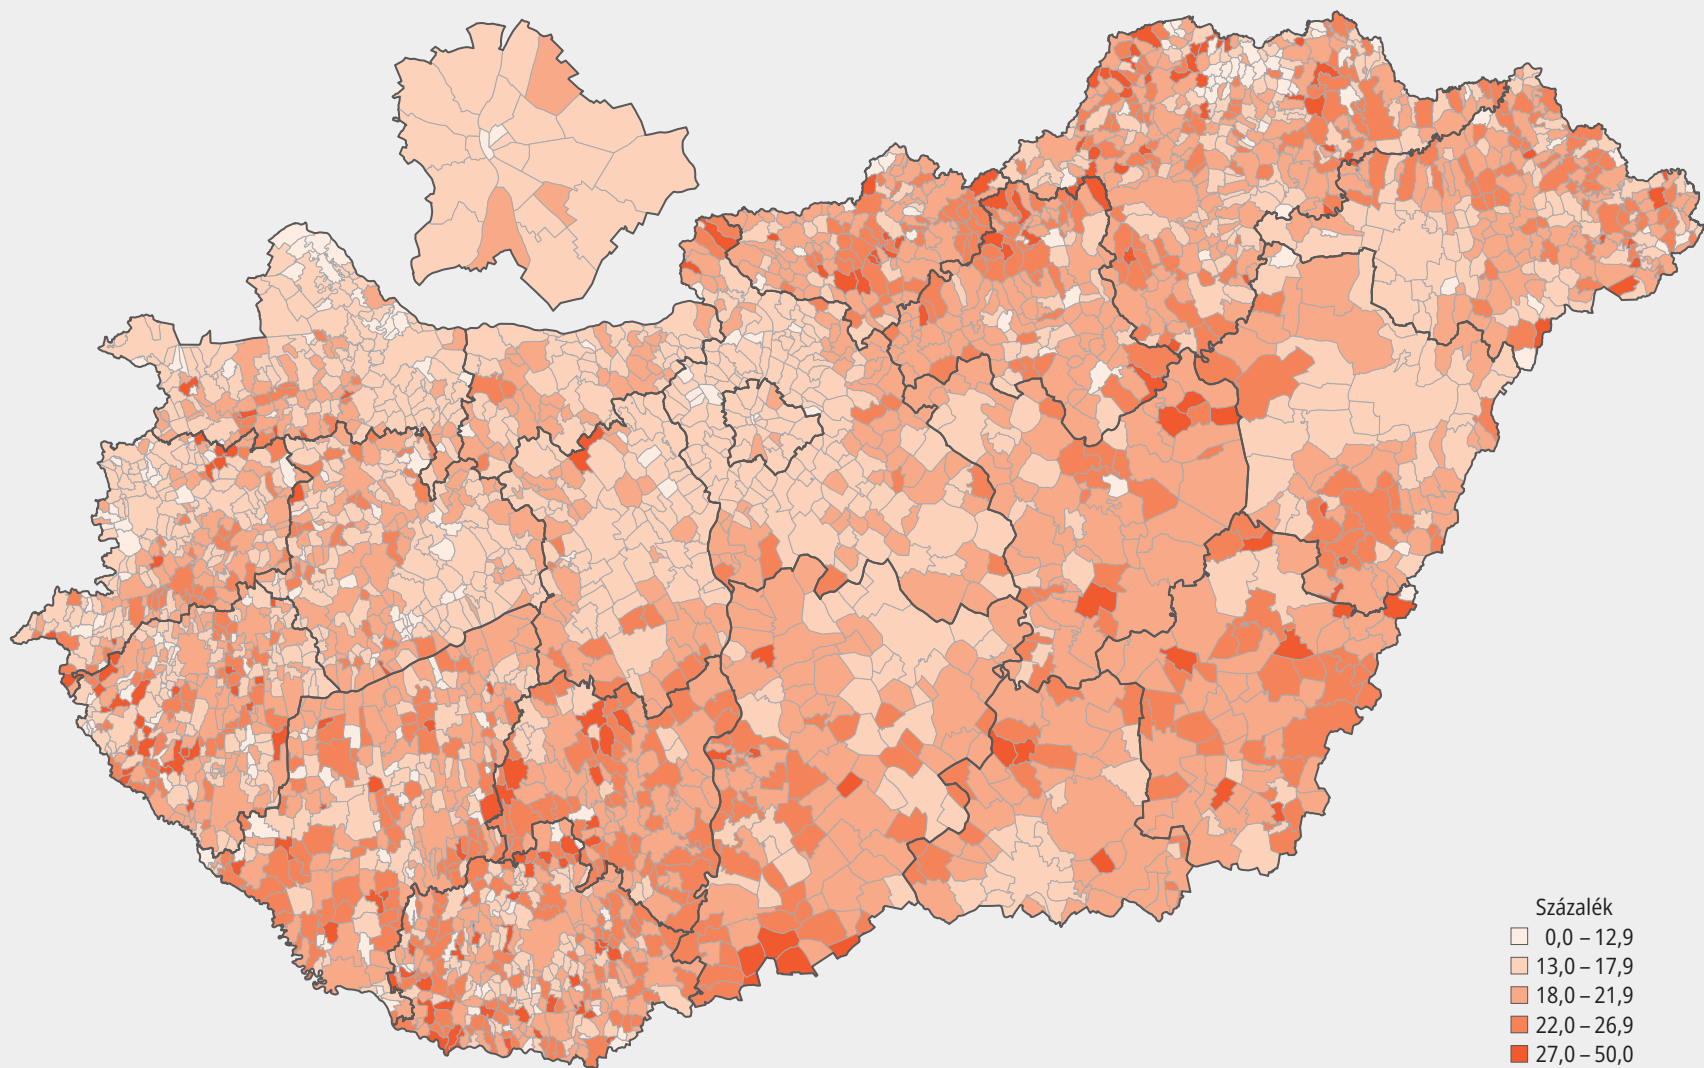 Százalék
0,0 – 12,9
13,0 – 17,9
18,0 – 21,9
22,0 – 26,9
27,0 – 50,0